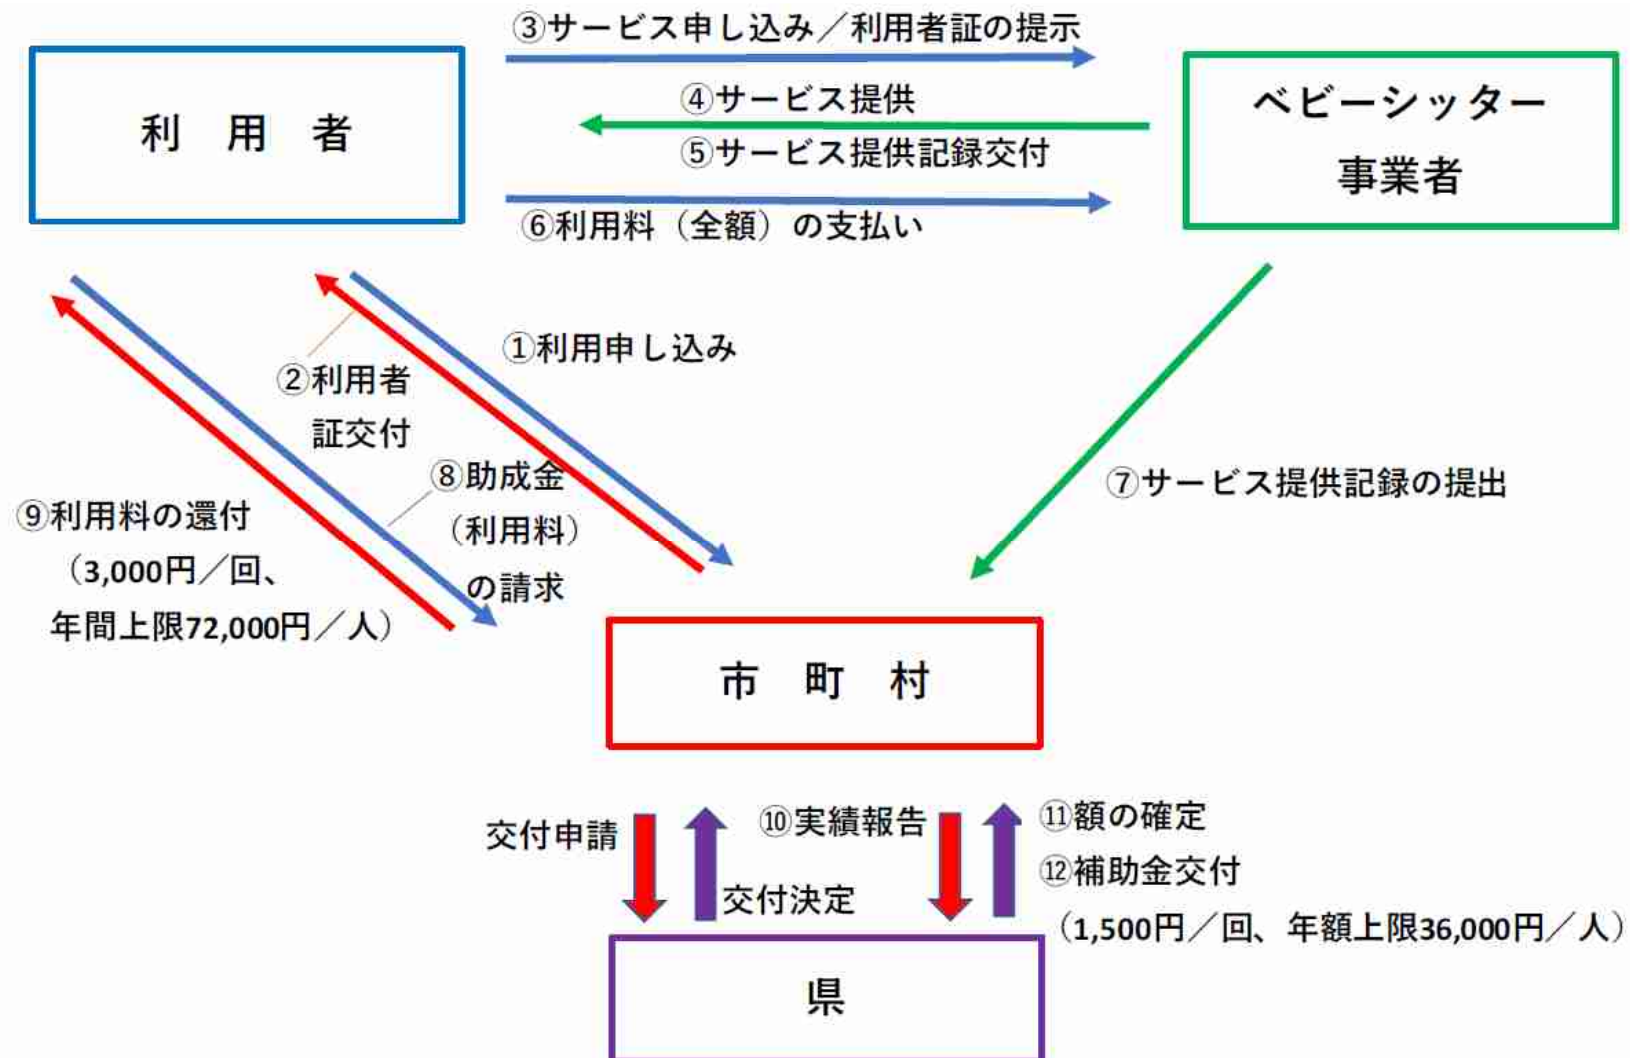 ③サービス申し込み／利用者証の提示
利　用　者
④サービス提供
⑤サービス提供記録交付
⑥利用料（全額）の支払い
ベビーシッター
事業者
①利用申し込み
②利用者
証交付
⑧助成金
（利用料）
の請求
⑨利用料の還付
（3,000円／回、
年間上限72,000円／人）
⑦サービス提供記録の提出
市　町　村
交付申請
交付決定
⑩実績報告
⑪額の確定
⑫補助金交付
（1,500円／回、年額上限36,000円／人）
県